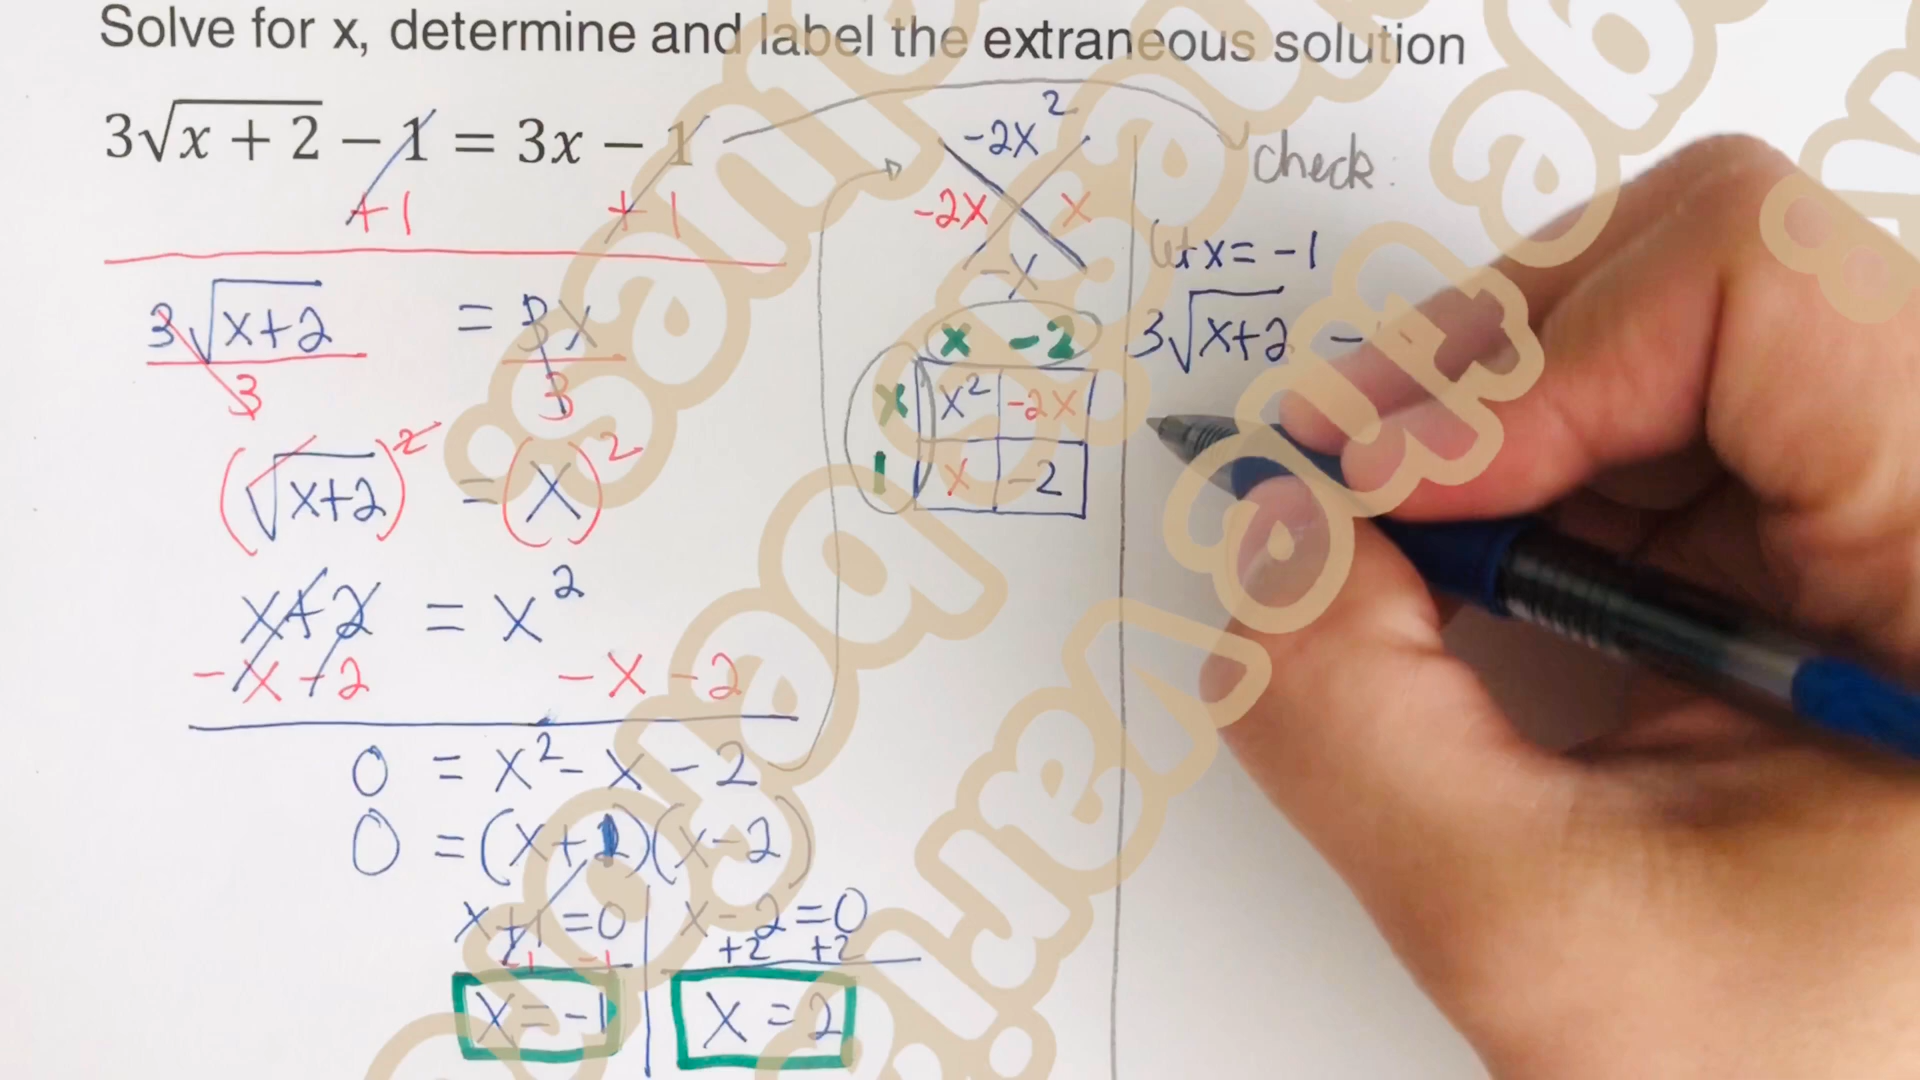 Solve for x, determine and label the extraneous solution
3√x + 2 − 1 = 3x − 1
+1 +1
3√x+2 = 3x
3 3
(√x+2)² = (x)²
x+2 = x²
-x -2 -x -2
0 = x² - x - 2
0 = (x+1)(x-2)
x+1 =0 x-2=0
-1 -1 +2 +2
x=-1 x=2
-2x²
-2x x
-x
x -2
x x² -2x
1 x -2
check:
let x= -1
3√x+2 -